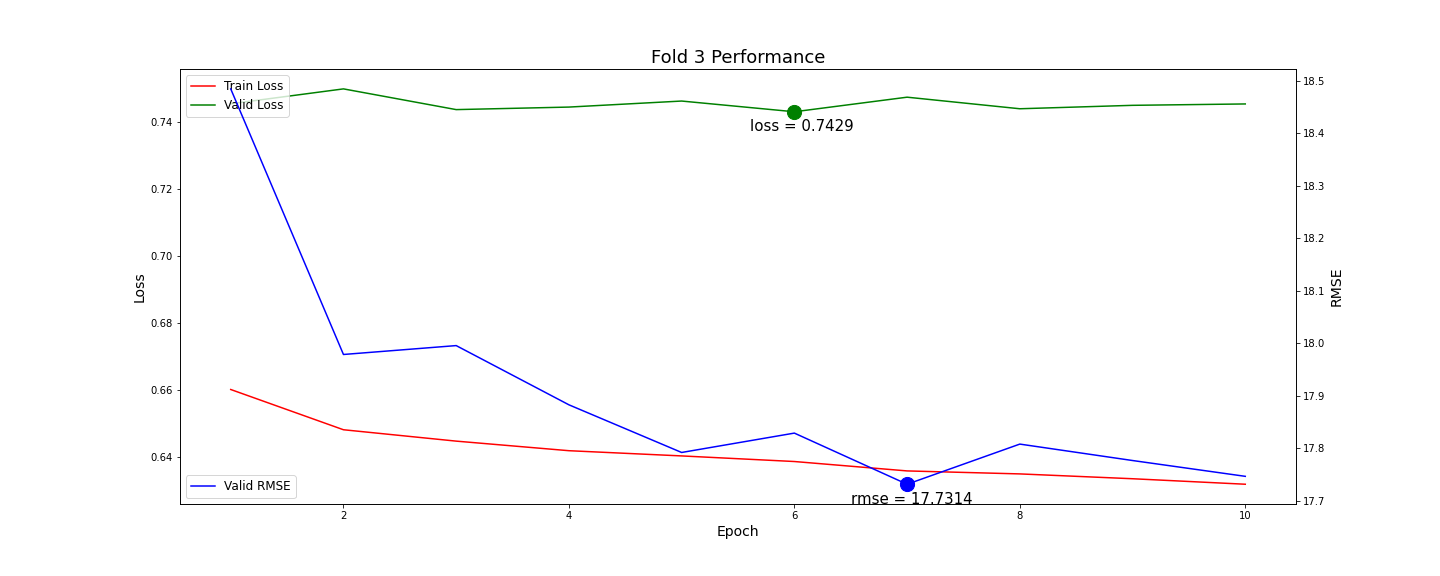 Fold 3 Performance
Train Loss
Valid Loss
Valid RMSE
loss = 0.7429
rmse = 17.7314
Loss
0.74
0.72
0.70
0.68
0.66
0.64
RMSE
18.5
18.4
18.3
18.2
18.1
18.0
17.9
17.8
17.7
2
4
6
8
10
Epoch